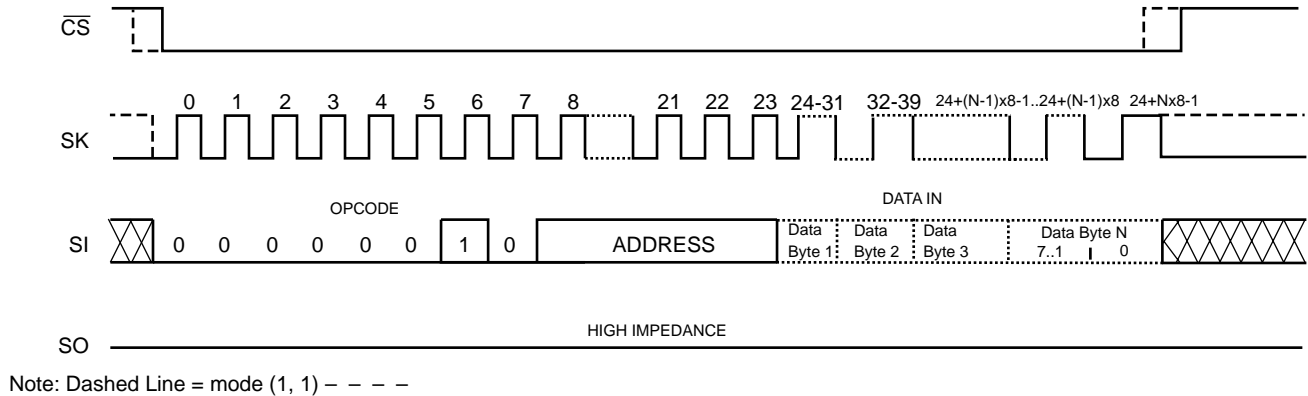 CS
0 1 2 3 4 5 6 7 8 21 22 23 24-31 32-39 24+(N-1)x8-1..24+(N-1)x8 24+Nx8-1
SK
OPCODE DATA IN
SI 0 0 0 0 0 0 1 0 ADDRESS
Data Byte 1
Data Byte 2
Data Byte 3
Data Byte N
7..1 0
HIGH IMPEDANCE
SO
Note: Dashed Line = mode (1, 1) – – – –